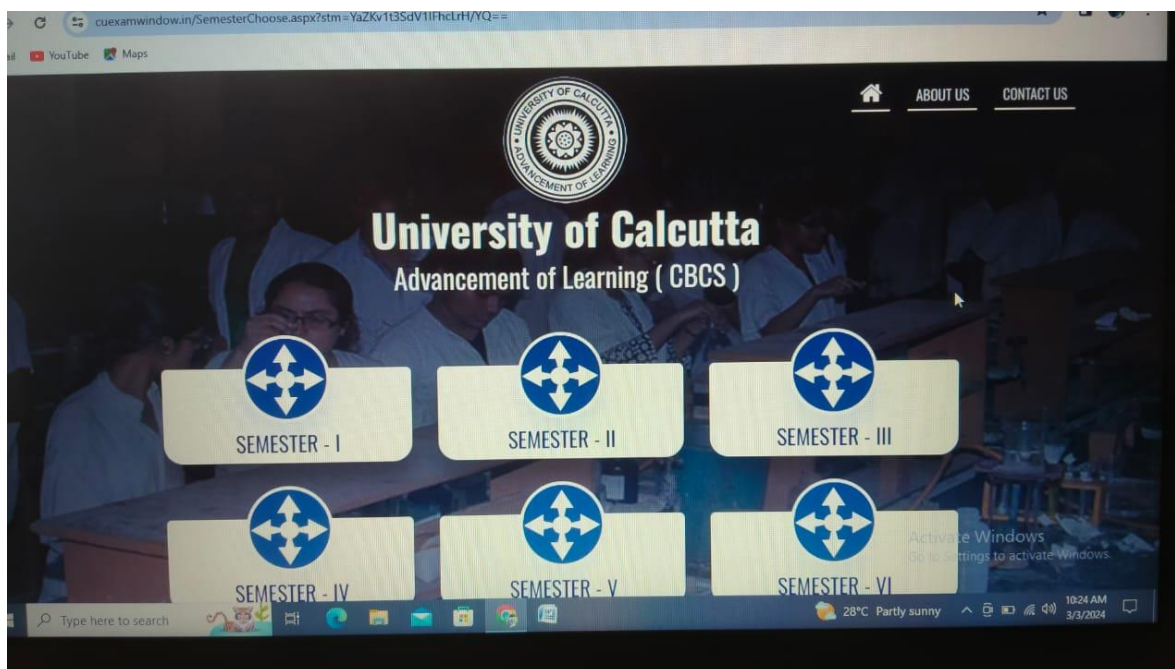 cuexamwindow.in/SemesterChoose.aspx?stm=YaZKv1t3SdV1IFhcLrH/YQ==
YouTube Maps
UNIVERSITY OF CALCUTTA
ADVANCEMENT OF LEARNING
ABOUT US CONTACT US
University of Calcutta
Advancement of Learning ( CBCS )
SEMESTER - I SEMESTER - II SEMESTER - III
SEMESTER - IV SEMESTER - V SEMESTER - VI
Activate Windows
Go to Settings to activate Windows.
Type here to search
28°C Partly sunny
10:24 AM
3/3/2024